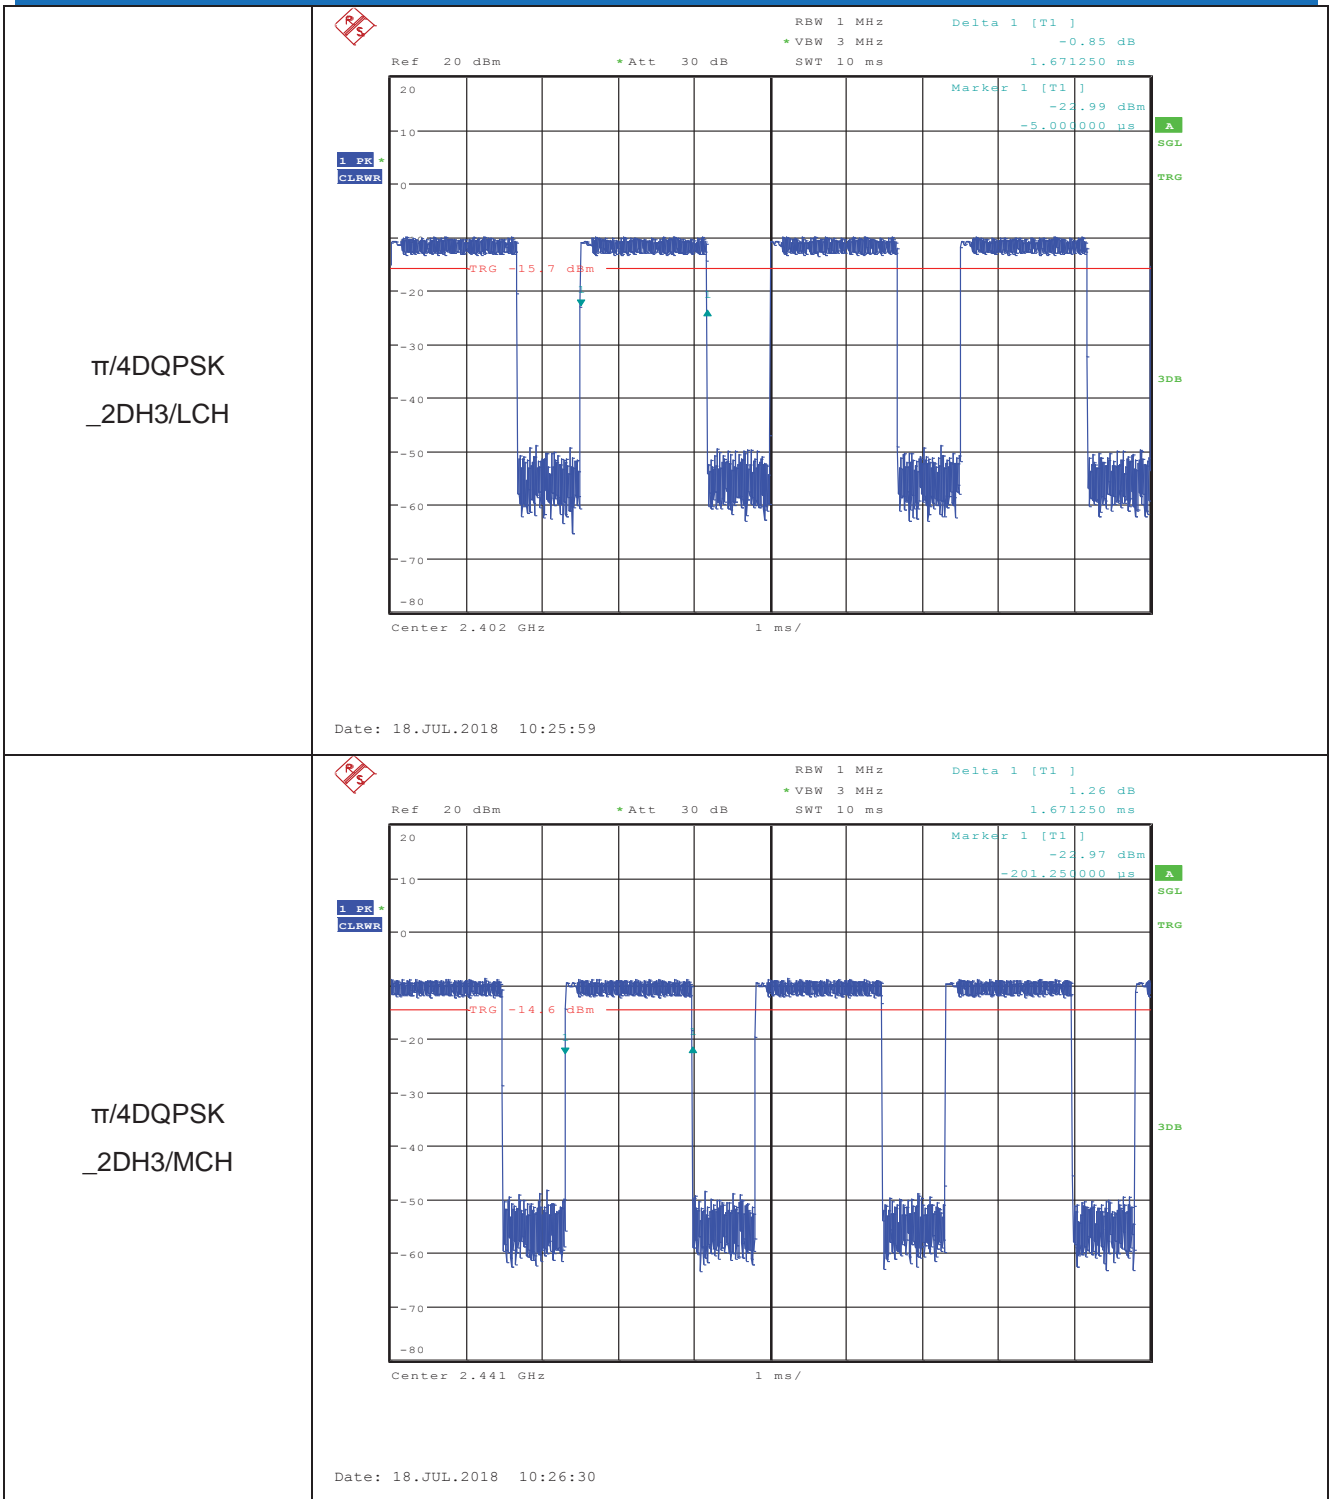 π/4DQPSK
_2DH3/LCH
R S
RBW 1 MHz
Delta 1 [T1 ]
*VBW 3 MHz
-0.85 dB
Ref 20 dBm
*Att 30 dB
SWT 10 ms
1.671250 ms
20
Marker 1 [T1 ]
-22.99 dBm
-5.000000 µs
A
10
SGL
1 PK *
CLRWR
TRG
0
TRG -15.7 dBm
-20
1
1
-30
3DB
-40
-50
-60
-70
-80
Center 2.402 GHz
1 ms/
Date: 18.JUL.2018 10:25:59
π/4DQPSK
_2DH3/MCH
R S
RBW 1 MHz
Delta 1 [T1 ]
*VBW 3 MHz
1.26 dB
Ref 20 dBm
*Att 30 dB
SWT 10 ms
1.671250 ms
20
Marker 1 [T1 ]
-22.97 dBm
-201.250000 µs
A
10
SGL
1 PK *
CLRWR
TRG
0
TRG -14.6 dBm
-20
1
1
-30
3DB
-40
-50
-60
-70
-80
Center 2.441 GHz
1 ms/
Date: 18.JUL.2018 10:26:30